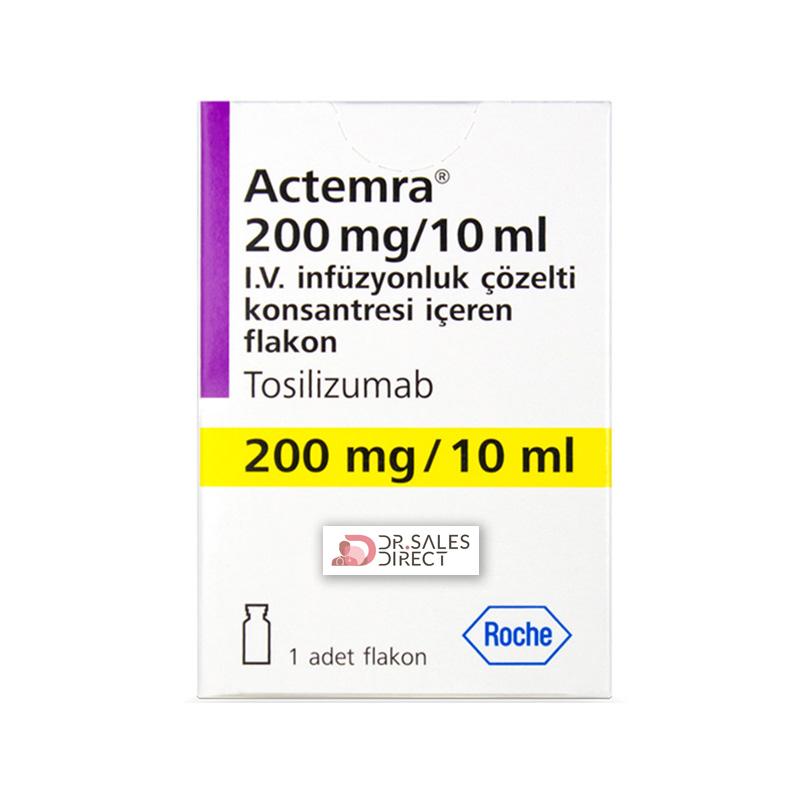 Actemra®
200 mg/10 ml
I.V. infüzyonluk çözelti
konsantresi içeren
flakon
Tosilizumab
200 mg / 10 ml
DR.SALES
DIRECT
1 adet flakon
Roche